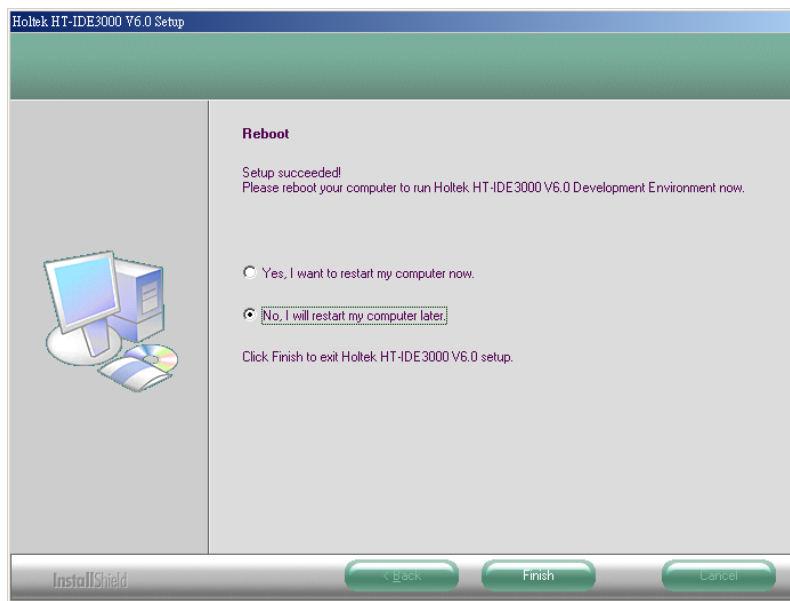 Holtek HT-IDE3000 V6.0 Setup
Reboot
Setup succeeded!
Please reboot your computer to run Holtek HT-IDE3000 V6.0 Development Environment now.
Yes, I want to restart my computer now.
No, I will restart my computer later.
Click Finish to exit Holtek HT-IDE3000 V6.0 setup.
InstallShield
< Back
Finish
Cancel